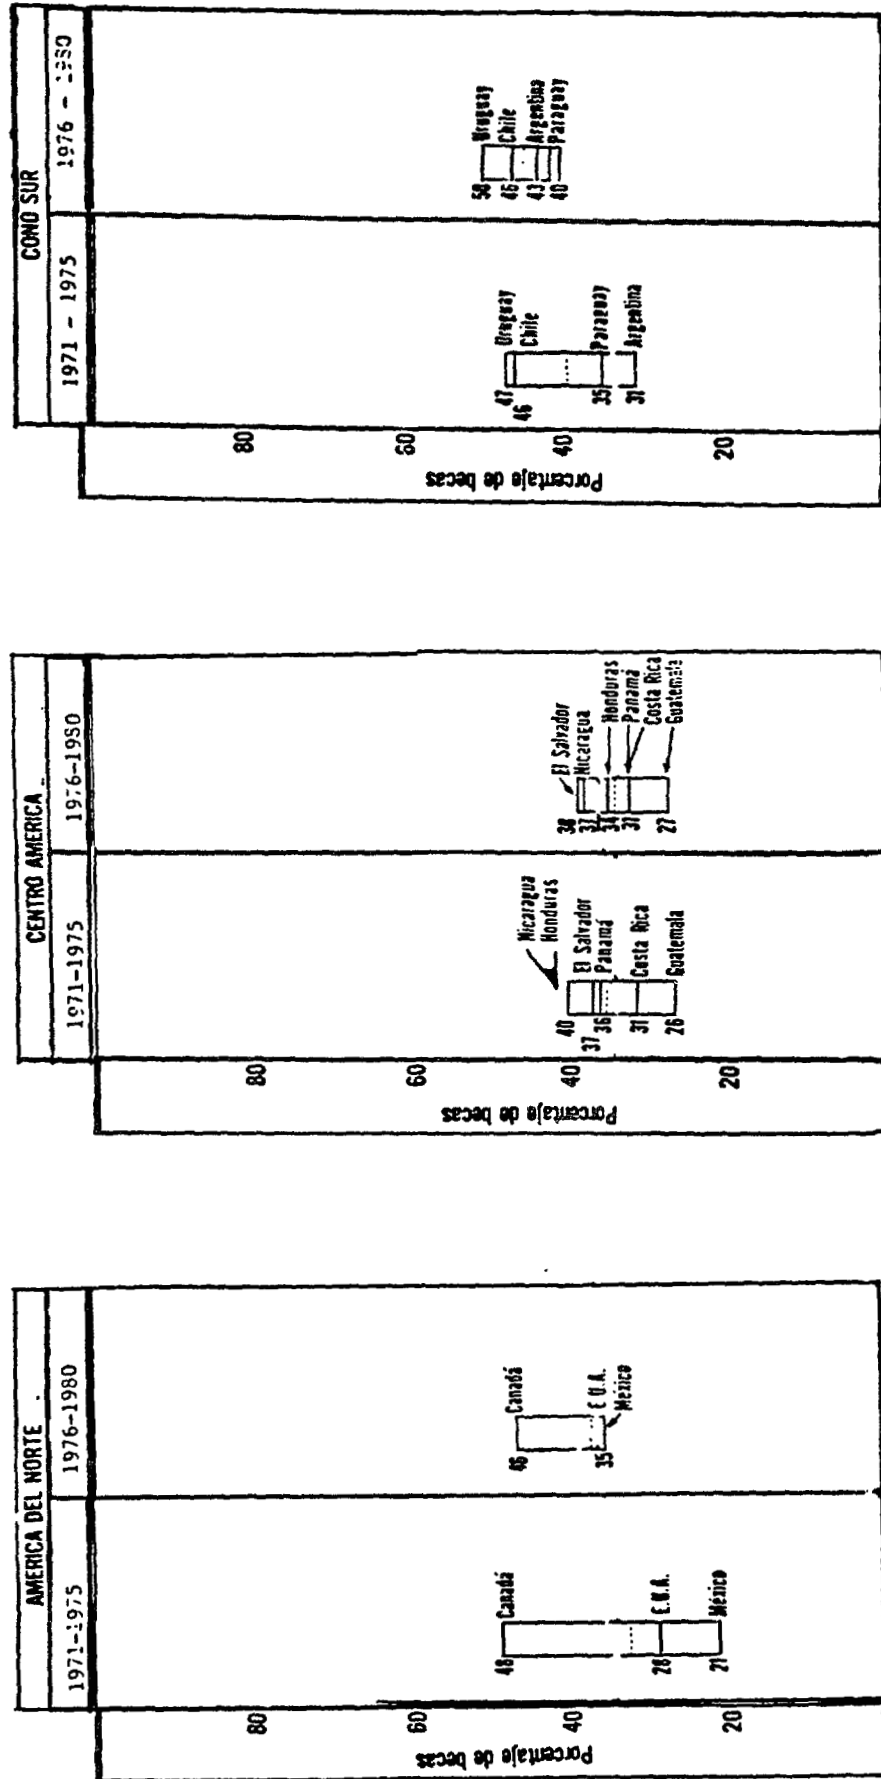 AMERICA DEL NORTE
1971-1975
1976-1980
Porcentaje de becas
80
60
40
20
48
28
21
Canadá
E.U.A.
México
46
35
Canadá
E U.A.
México
CENTRO AMERICA
1971-1975
1976-1980
Porcentaje de becas
80
60
40
20
40
37
36
31
26
Nicaragua
Honduras
El Salvador
Panamá
Costa Rica
Guatemala
38
37
34
31
27
El Salvador
Nicaragua
Honduras
Panamá
Costa Rica
Guatemala
CONO SUR
1971 - 1975
1976 - 1980
Porcentaje de becas
80
60
40
20
47
46
35
31
Uruguay
Chile
Paraguay
Argentina
50
46
43
40
Uruguay
Chile
Argentina
Paraguay